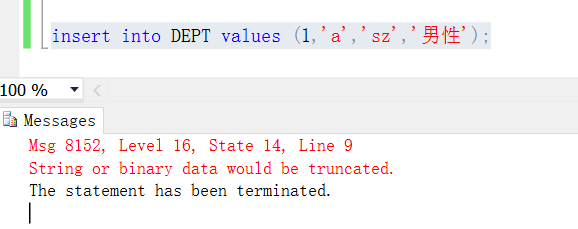 insert into DEPT values (1,'a','sz','男性');
100 %
Messages
Msg 8152, Level 16, State 14, Line 9
String or binary data would be truncated.
The statement has been terminated.